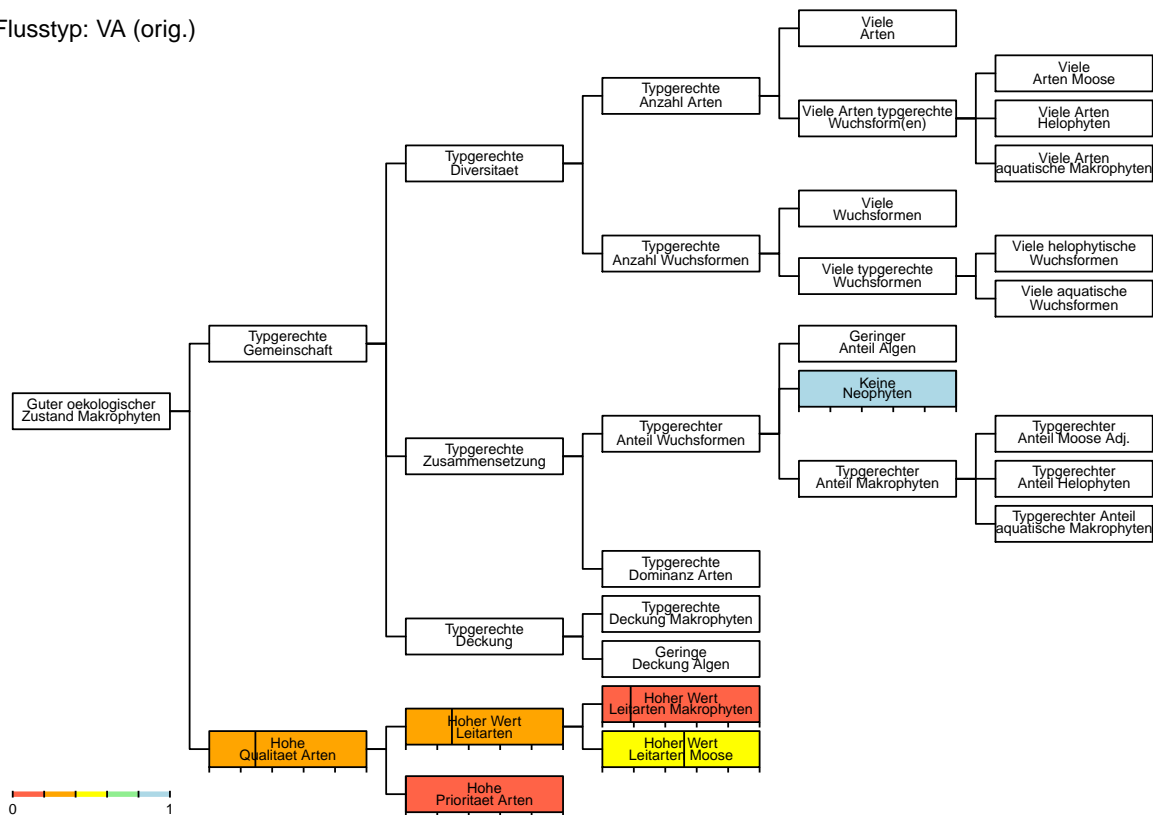 Flusstyp: VA (orig.)
Viele
Arten
Typgerechte
Anzahl Arten
Viele
Arten Moose
Viele Arten typgerechte
Wuchsform(en)
Viele Arten
Helophyten
Viele Arten
aquatische Makrophyten
Typgerechte
Diversitaet
Viele
Wuchsformen
Typgerechte
Anzahl Wuchsformen
Viele helophytische
Wuchsformen
Viele typgerechte
Wuchsformen
Viele aquatische
Wuchsformen
Typgerechte
Gemeinschaft
Geringer
Anteil Algen
Keine
Neophyten
Guter oekologischer
Zustand Makrophyten
Typgerechter
Anteil Wuchsformen
Typgerechter
Anteil Moose Adj.
Typgerechte
Zusammensetzung
Typgerechter
Anteil Makrophyten
Typgerechter
Anteil Helophyten
Typgerechter Anteil
aquatische Makrophyten
Typgerechte
Dominanz Arten
Typgerechte
Deckung Makrophyten
Typgerechte
Deckung
Geringe
Deckung Algen
Hoher Wert
Leitarten Makrophyten
Hoher Wert
Leitarten
Hohe
Qualitaet Arten
Hoher Wert
Leitarten Moose
Hohe
Prioritaet Arten
0
1